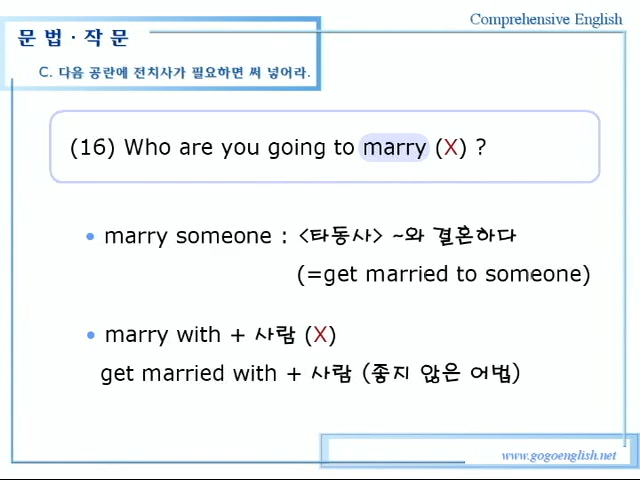 Comprehensive English
문 법 · 작 문
C. 다음 공란에 전치사가 필요하면 써 넣어라.
(16) Who are you going to marry (X) ?
• marry someone : <타동사> ~와 결혼하다
(=get married to someone)
• marry with + 사람 (X)
get married with + 사람 (좋지 않은 어법)
www.gogoenglish.net